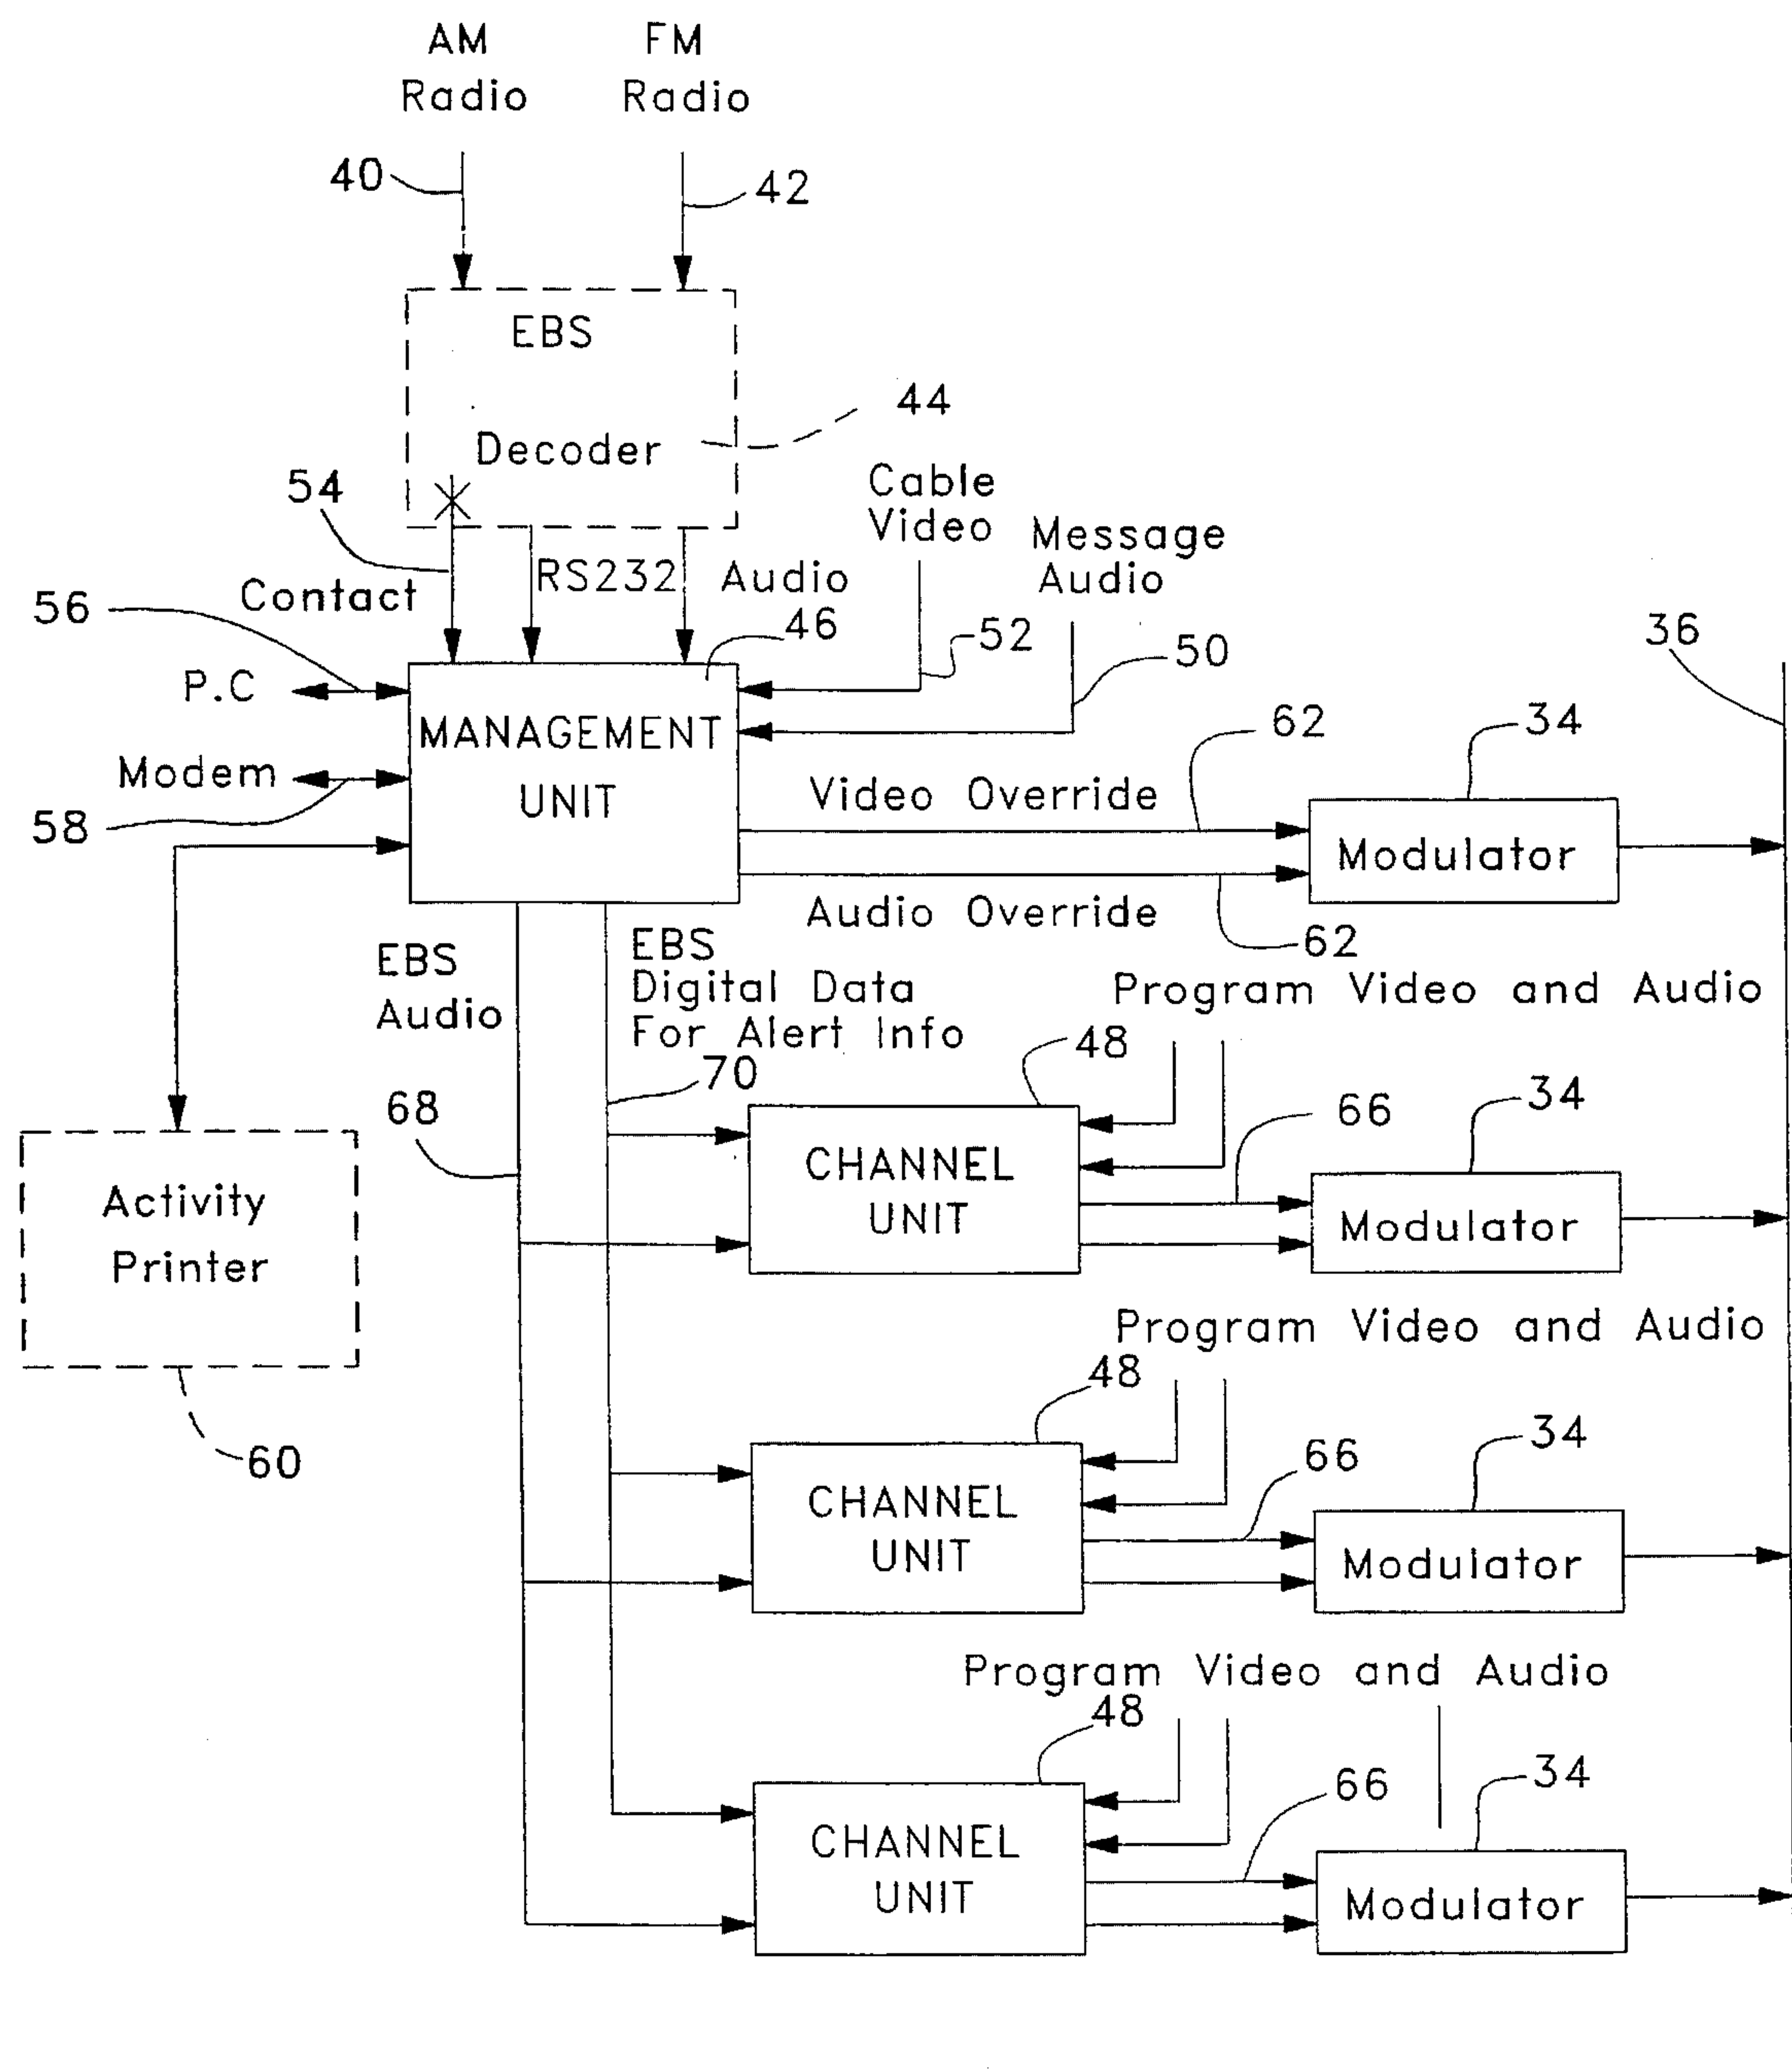 AM
Radio
FM
Radio
40
42
EBS
Decoder
44
54
Contact
RS232
Audio
46
Cable
Video
52
Message
Audio
50
56
P.C
Modem
58
MANAGEMENT
UNIT
Video Override
62
Audio Override
62
34
Modulator
36
EBS
Audio
EBS
Digital Data
For Alert Info
70
68
Activity
Printer
60
Program Video and Audio
48
CHANNEL
UNIT
66
34
Modulator
Program Video and Audio
48
CHANNEL
UNIT
66
34
Modulator
Program Video and Audio
48
CHANNEL
UNIT
66
34
Modulator